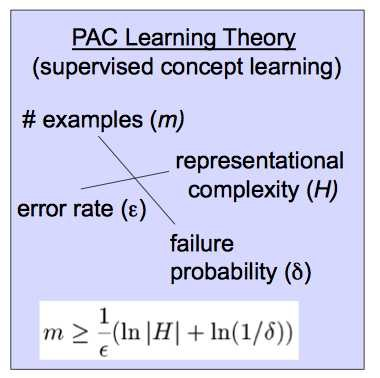 PAC Learning Theory
(supervised concept learning)
# examples (m)
representational
complexity (H)
error rate (ε)
failure
probability (δ)
m ≥ 1/ϵ (ln |H| + ln(1/δ))